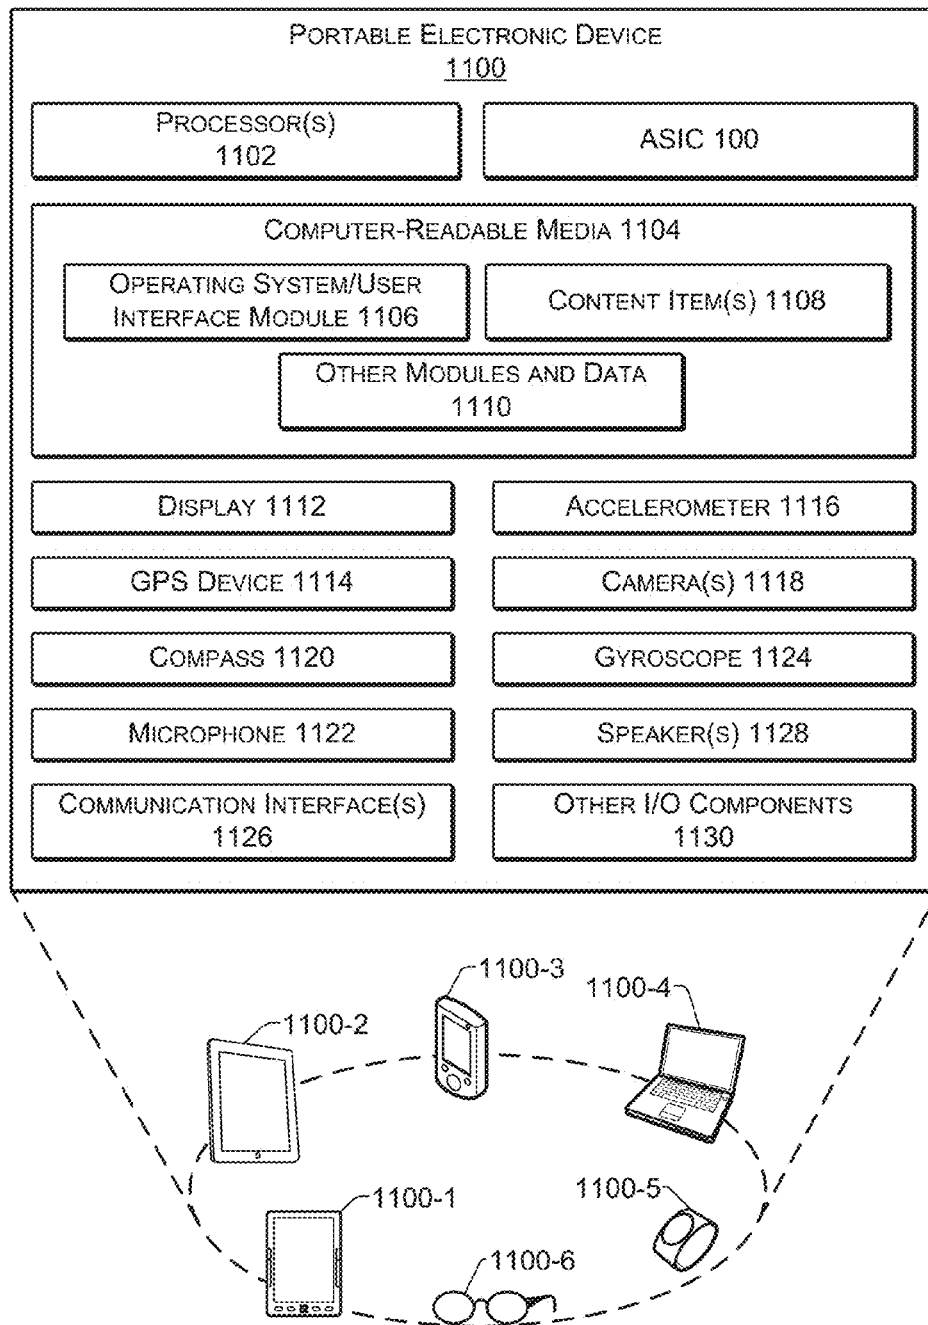 PORTABLE ELECTRONIC DEVICE
1100
PROCESSOR(S)
1102
ASIC 100
COMPUTER-READABLE MEDIA 1104
OPERATING SYSTEM/USER
INTERFACE MODULE 1106
CONTENT ITEM(S) 1108
OTHER MODULES AND DATA
1110
DISPLAY 1112
ACCELEROMETER 1116
GPS DEVICE 1114
CAMERA(S) 1118
COMPASS 1120
GYROSCOPE 1124
MICROPHONE 1122
SPEAKER(S) 1128
COMMUNICATION INTERFACE(S)
1126
OTHER I/O COMPONENTS
1130
1100-3
1100-4
1100-2
1100-1
1100-5
1100-6